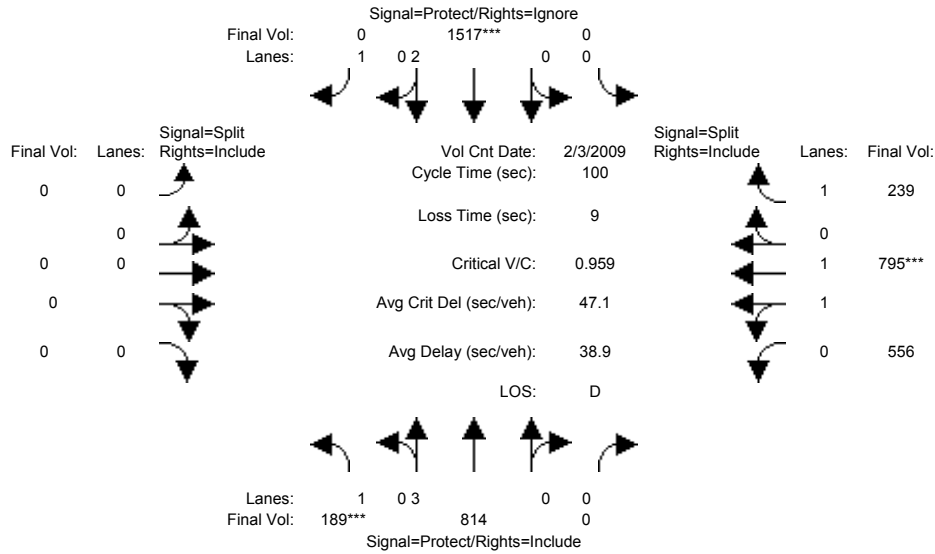 Signal=Protect/Rights=Ignore
Final Vol: 0 1517*** 0
Lanes: 1 0 2 0 0
Signal=Split
Final Vol: Lanes: Rights=Include
Vol Cnt Date: 2/3/2009
Signal=Split
Rights=Include Lanes: Final Vol:
Cycle Time (sec): 100
0 0
1 239
Loss Time (sec): 9
0
0
0 0
Critical V/C: 0.959
1 795***
0
Avg Crit Del (sec/veh): 47.1
1
0 0
Avg Delay (sec/veh): 38.9
0 556
LOS: D
Lanes: 1 0 3 0 0
Final Vol: 189*** 814 0
Signal=Protect/Rights=Include